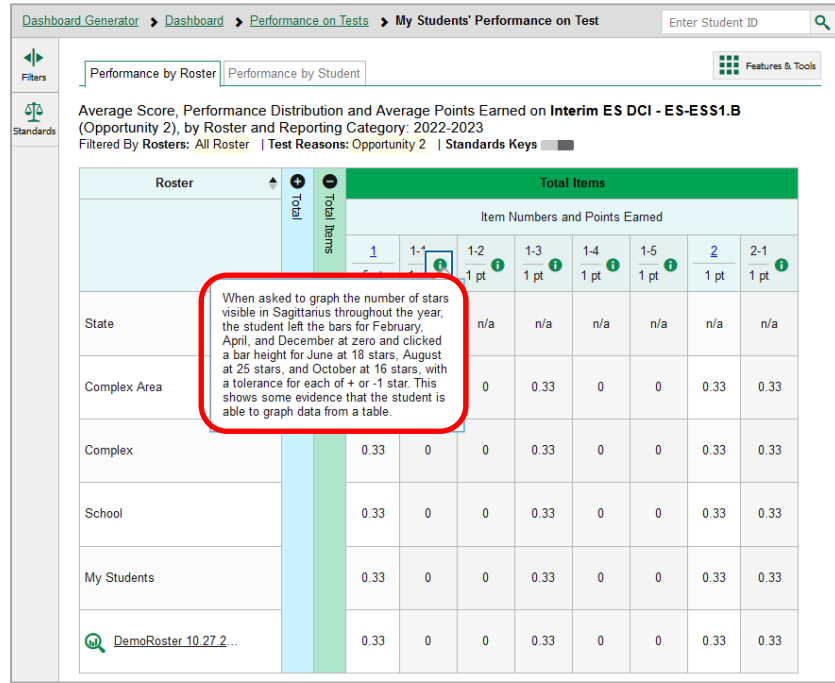 Dashboard Generator > Dashboard > Performance on Tests > My Students' Performance on Test Enter Student ID
Filters
Standards
Performance by Roster Performance by Student
Features & Tools
Average Score, Performance Distribution and Average Points Earned on Interim ES DCI - ES-ESS1.B
(Opportunity 2), by Roster and Reporting Category: 2022-2023
Filtered By Rosters: All Roster | Test Reasons: Opportunity 2 | Standards Keys
Roster Total Total Items Total Items
Item Numbers and Points Earned
1 1-1 1-2 1-3 1-4 1-5 2 2-1
1 pt 1 pt 1 pt 1 pt 1 pt 1 pt
When asked to graph the number of stars
visible in Sagittarius throughout the year,
the student left the bars for February,
April, and December at zero and clicked
a bar height for June at 18 stars, August
at 25 stars, and October at 16 stars, with
a tolerance for each of + or -1 star. This
shows some evidence that the student is
able to graph data from a table.
State n/a n/a n/a n/a n/a n/a
Complex Area 0 0.33 0 0 0.33 0.33
Complex 0.33 0 0 0.33 0 0 0.33 0.33
School 0.33 0 0 0.33 0 0 0.33 0.33
My Students 0.33 0 0 0.33 0 0 0.33 0.33
DemoRoster 10.27.2... 0.33 0 0 0.33 0 0 0.33 0.33